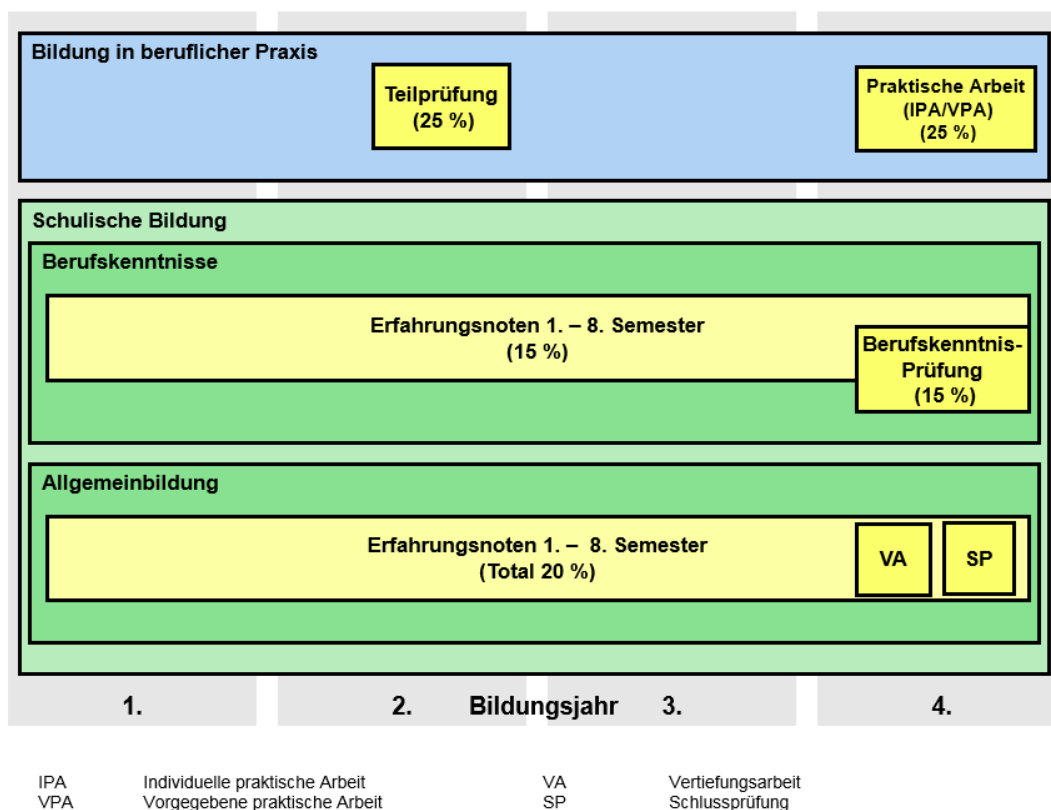 Bildung in beruflicher Praxis
Teilprüfung
(25 %)
Praktische Arbeit
(IPA/VPA)
(25 %)
Schulische Bildung
Berufskenntnisse
Erfahrungsnoten 1. – 8. Semester
(15 %)
Berufskenntnis-
Prüfung
(15 %)
Allgemeinbildung
Erfahrungsnoten 1. – 8. Semester
(Total 20 %)
VA
SP
1. 2. Bildungsjahr 3. 4.
IPA Individuelle praktische Arbeit VA Vertiefungsarbeit
VPA Vorgegebene praktische Arbeit SP Schlussprüfung